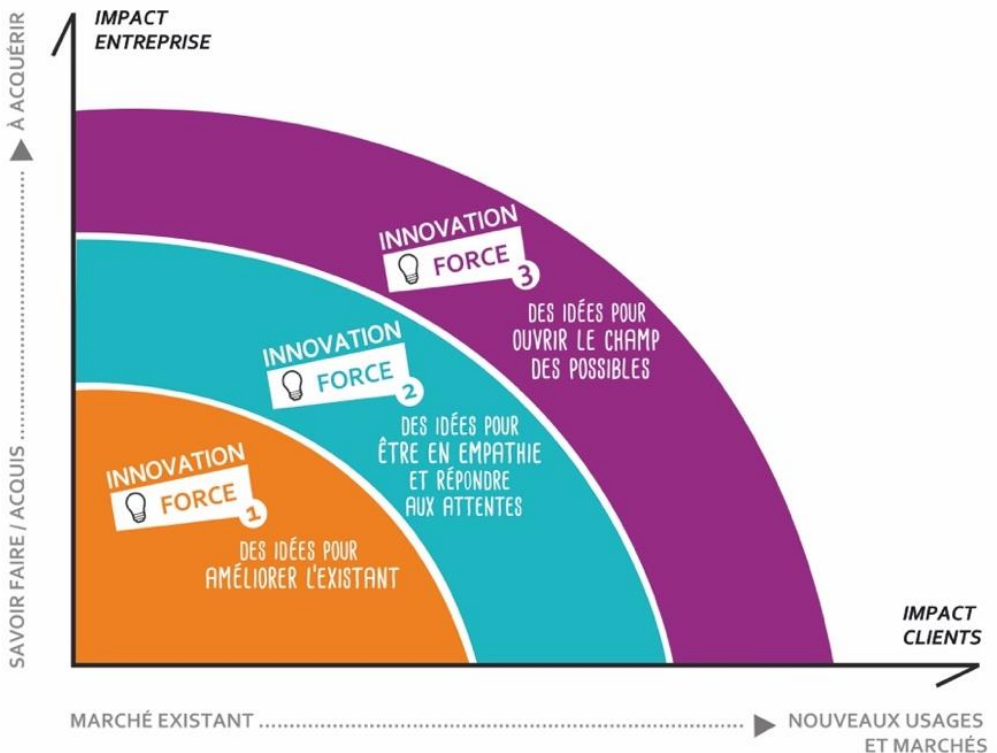 IMPACT
ENTREPRISE
SAVOIR FAIRE / ACQUIS ........................ ▶ À ACQUÉRIR
INNOVATION
FORCE 3
DES IDÉES POUR
OUVRIR LE CHAMP
DES POSSIBLES
INNOVATION
FORCE 2
DES IDÉES POUR
ÊTRE EN EMPATHIE
ET RÉPONDRE
AUX ATTENTES
INNOVATION
FORCE 1
DES IDÉES POUR
AMÉLIORER L'EXISTANT
IMPACT
CLIENTS
MARCHÉ EXISTANT ........................ ▶ NOUVEAUX USAGES
ET MARCHÉS